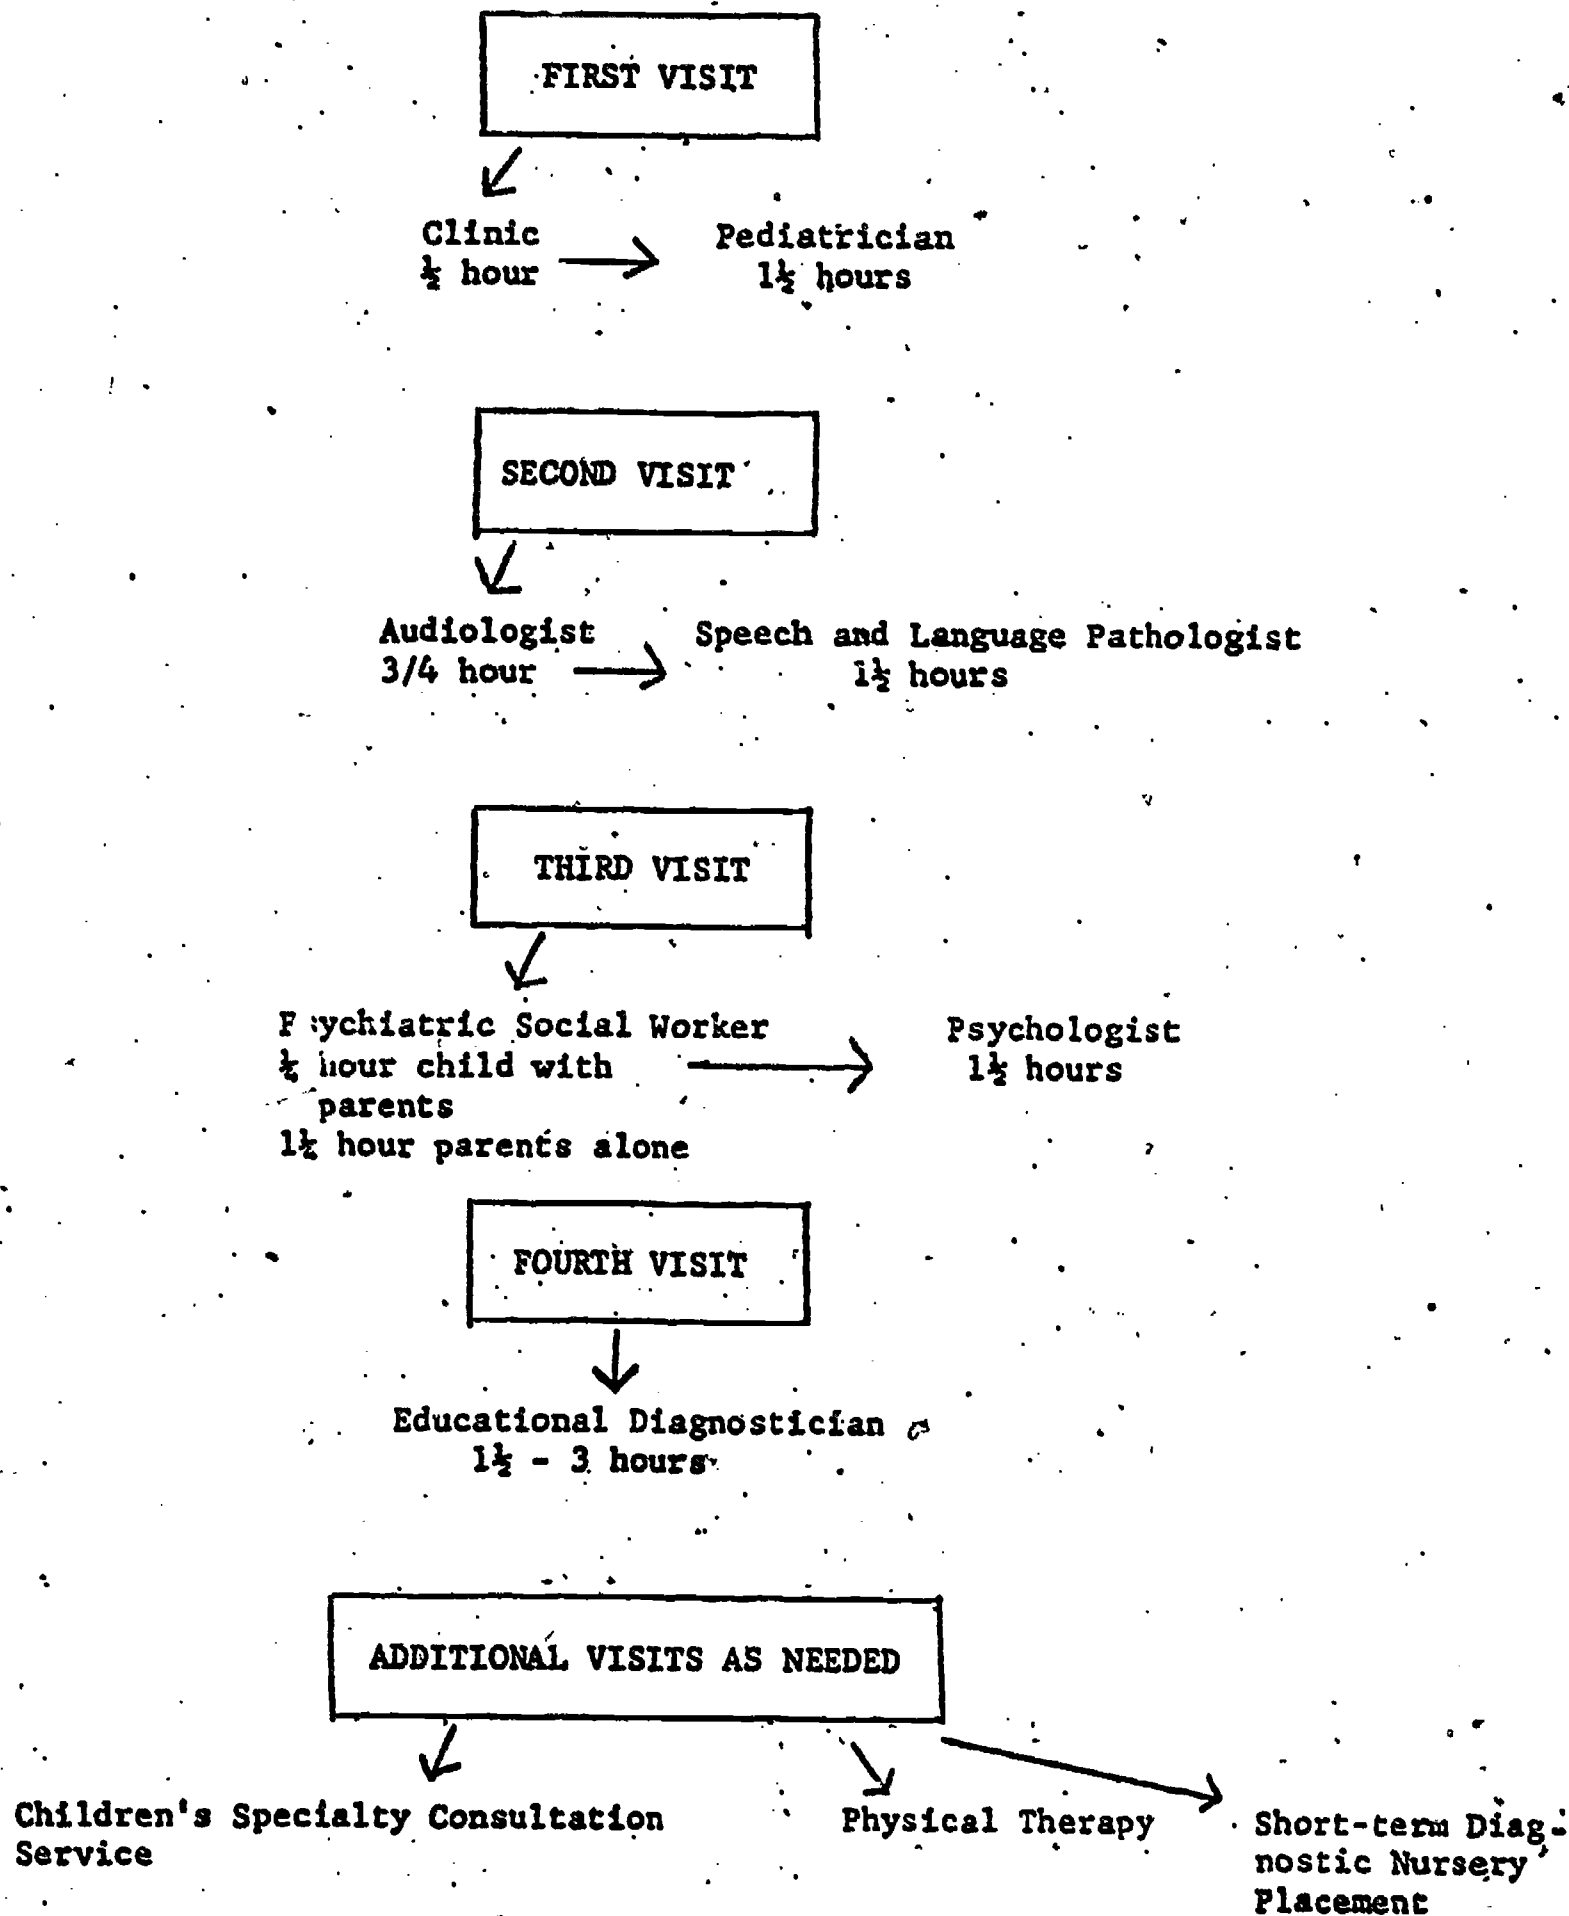 FIRST VISIT
Clinic
½ hour
Pediatrician
1½ hours
SECOND VISIT
Audiologist
3/4 hour
Speech and Language Pathologist
1½ hours
THIRD VISIT
Psychiatric Social Worker
¼ hour child with
parents
1¼ hour parents alone
Psychologist
1½ hours
FOURTH VISIT
Educational Diagnostician
1½ - 3 hours
ADDITIONAL VISITS AS NEEDED
Children's Specialty Consultation
Service
Physical Therapy
Short-term Diag-
nostic Nursery
Placement